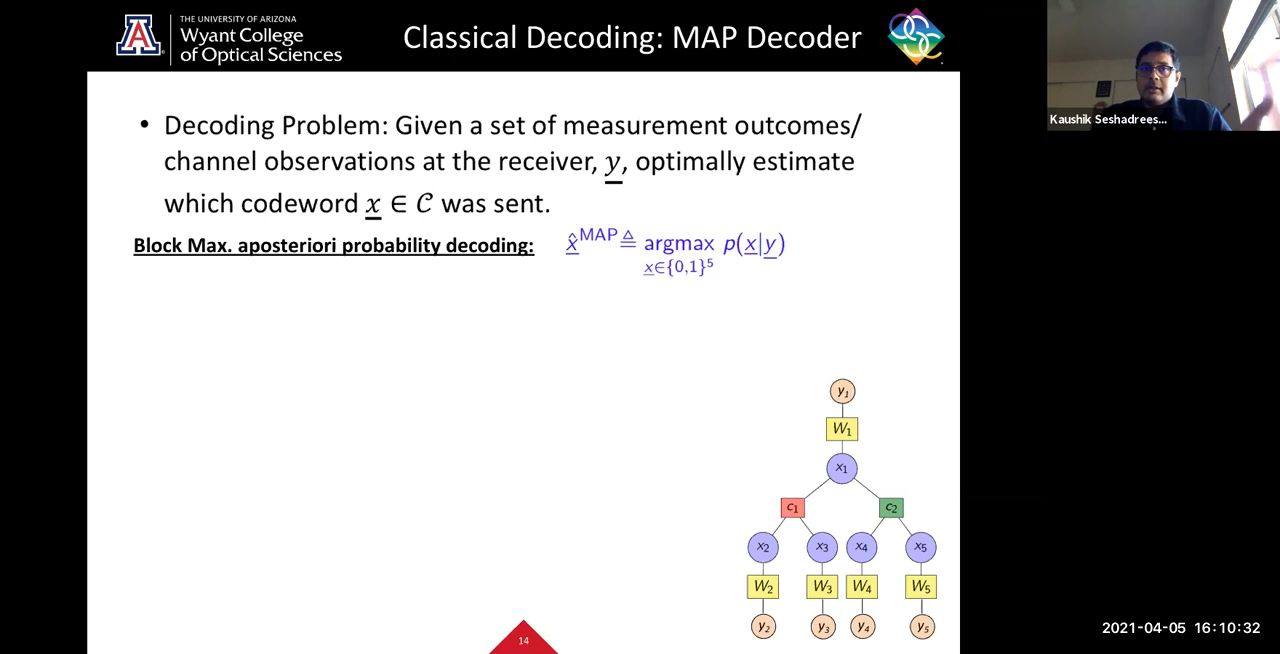 THE UNIVERSITY OF ARIZONA
Wyant College
of Optical Sciences
Classical Decoding: MAP Decoder
Kaushik Seshadrees...
• Decoding Problem: Given a set of measurement outcomes/
channel observations at the receiver, y, optimally estimate
which codeword x ∈ 𝒞 was sent.
Block Max. aposteriori probability decoding: x̂^MAP ≜ argmax p(x|y)
x∈{0,1}⁵
y₁
W₁
x₁
c₁ c₂
x₂ x₃ x₄ x₅
W₂ W₃ W₄ W₅
y₂ y₃ y₄ y₅
14
2021-04-05 16:10:32